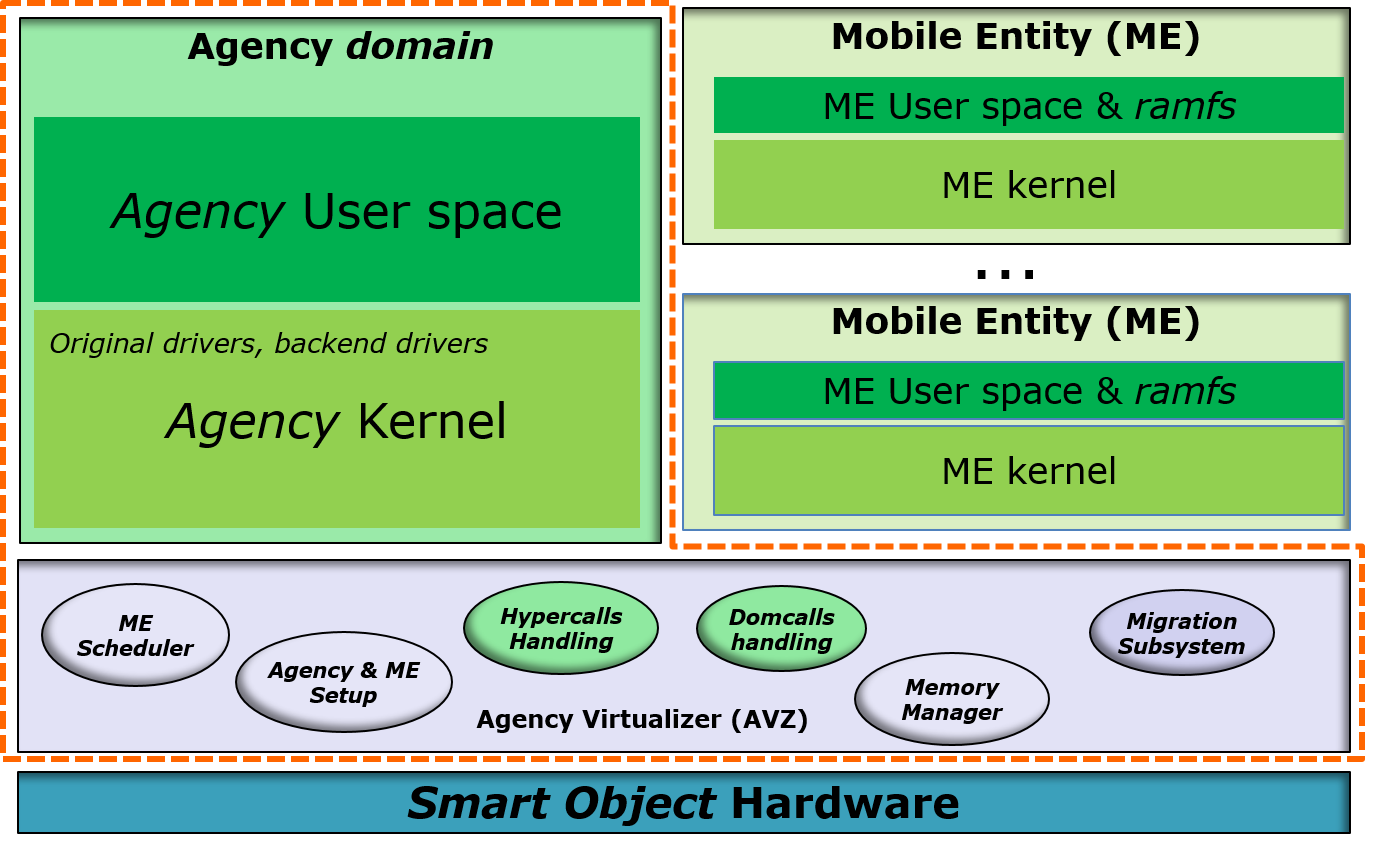 Agency domain
Agency User space
Original drivers, backend drivers
Agency Kernel
Mobile Entity (ME)
ME User space & ramfs
ME kernel
...
Mobile Entity (ME)
ME User space & ramfs
ME kernel
ME
Scheduler
Agency & ME
Setup
Hypercalls
Handling
Domcalls
handling
Memory
Manager
Migration
Subsystem
Agency Virtualizer (AVZ)
Smart Object Hardware